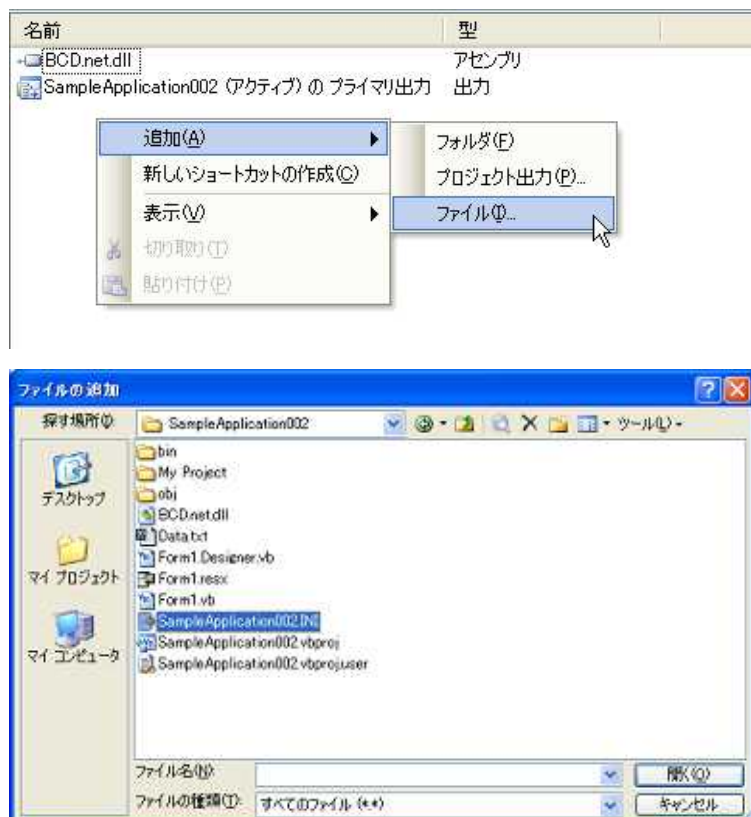 名前 型
BCD.net.dll アセンブリ
SampleApplication002 (アクティブ) の プライマリ出力 出力
追加(A)
新しいショートカットの作成(C)
表示(V)
切り取り(T)
貼り付け(P)
フォルダ(F)
プロジェクト出力(P)...
ファイル(I)...
ファイルの追加
探す場所(I): SampleApplication002 ツール(L)
デスクトップ
マイ プロジェクト
マイ コンピュータ
bin
My Project
obj
BCD.net.dll
Data.txt
Form1.Designer.vb
Form1.resx
Form1.vb
SampleApplication002.INI
SampleApplication002.vbproj
SampleApplication002.vbproj.user
ファイル名(N): 開く(O)
ファイルの種類(T): すべてのファイル (*.*) キャンセル